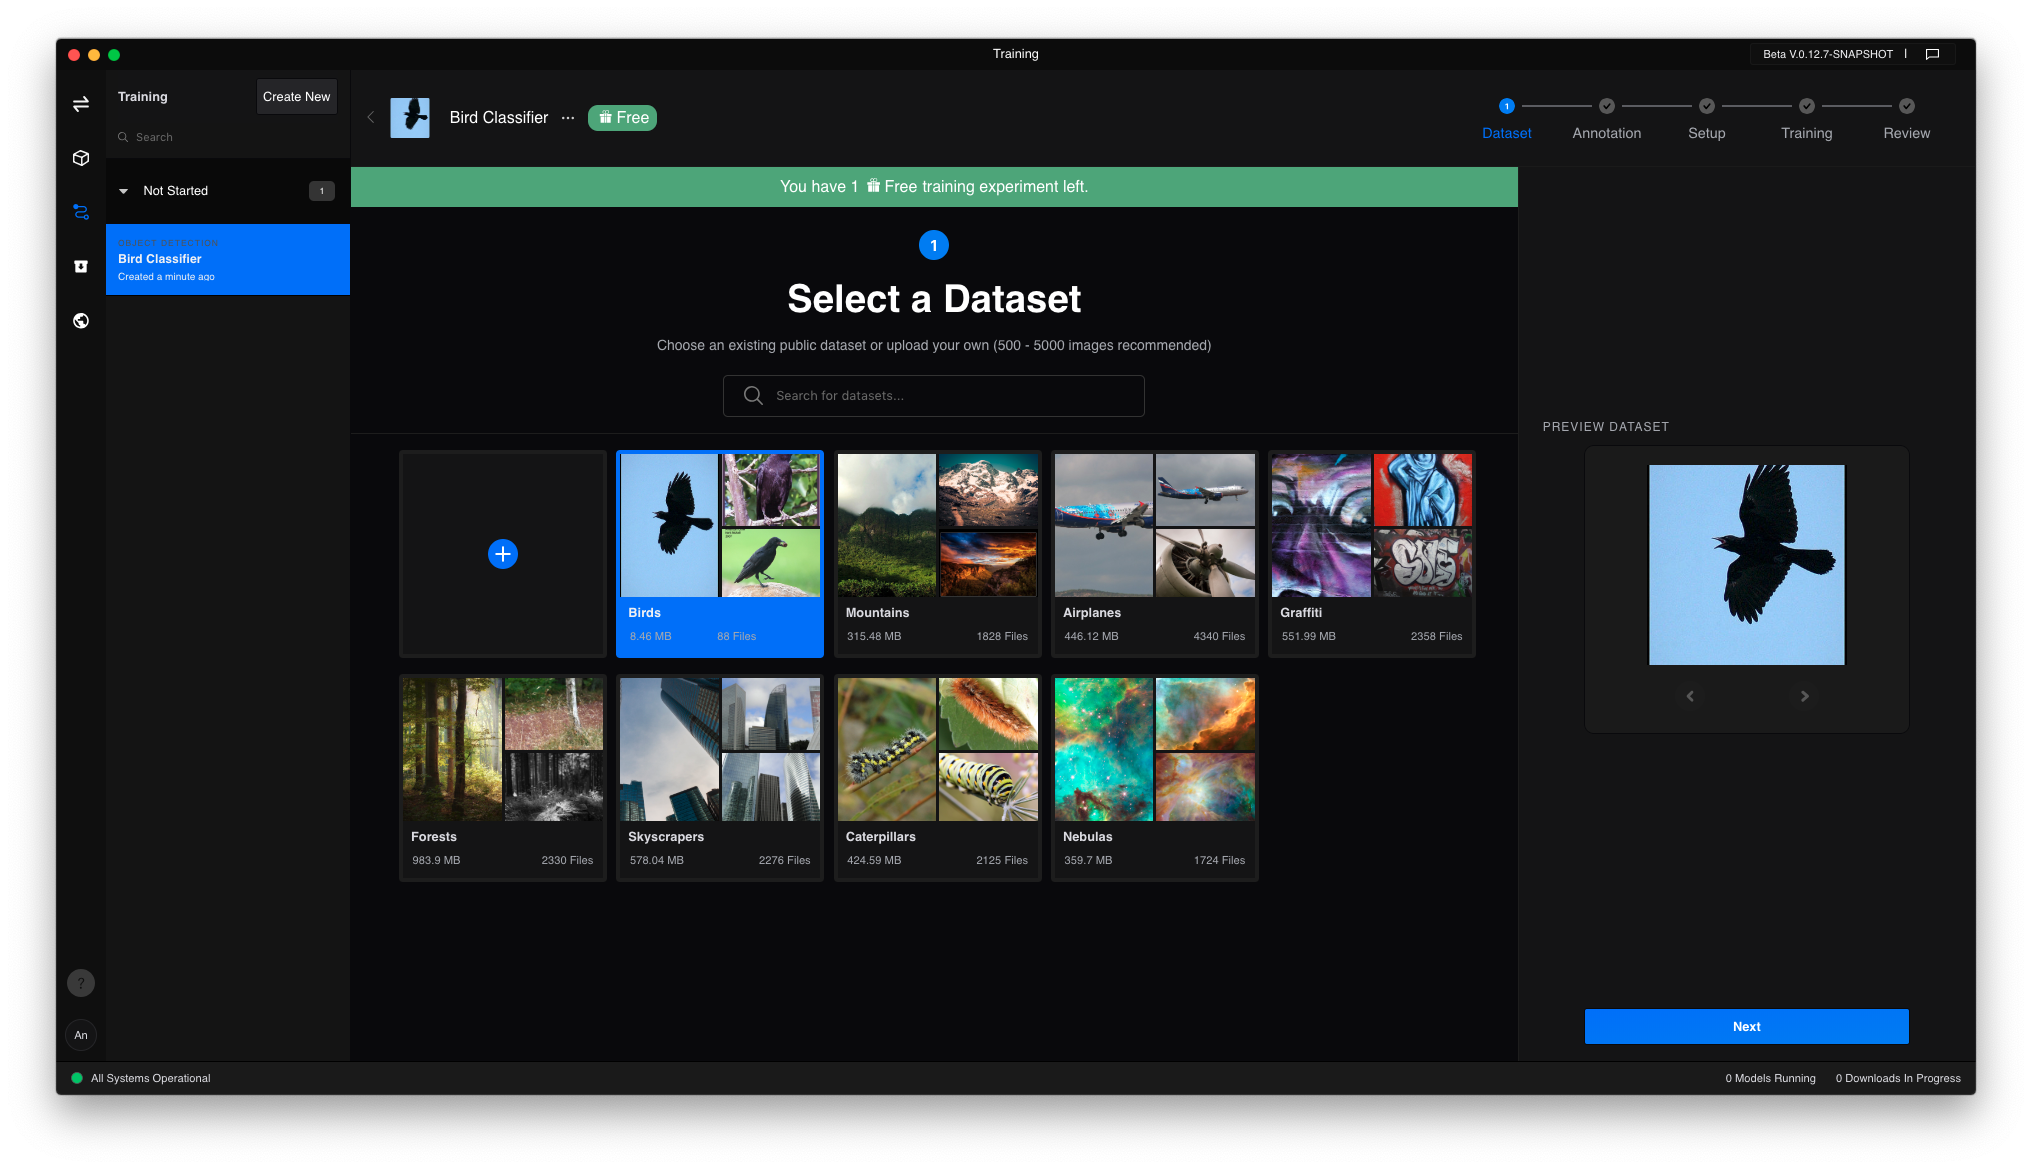 Training
Beta V.0.12.7-SNAPSHOT
Training
Create New
Search
Not Started
1
OBJECT DETECTION
Bird Classifier
Created a minute ago
Bird Classifier
Free
1
Dataset
Annotation
Setup
Training
Review
You have 1 Free training experiment left.
1
Select a Dataset
Choose an existing public dataset or upload your own (500 - 5000 images recommended)
Search for datasets...
Birds
8.46 MB 88 Files
Mountains
315.48 MB 1828 Files
Airplanes
446.12 MB 4340 Files
Graffiti
551.99 MB 2358 Files
Forests
983.9 MB 2330 Files
Skyscrapers
578.04 MB 2276 Files
Caterpillars
424.59 MB 2125 Files
Nebulas
359.7 MB 1724 Files
PREVIEW DATASET
Next
?
An
All Systems Operational
0 Models Running
0 Downloads In Progress